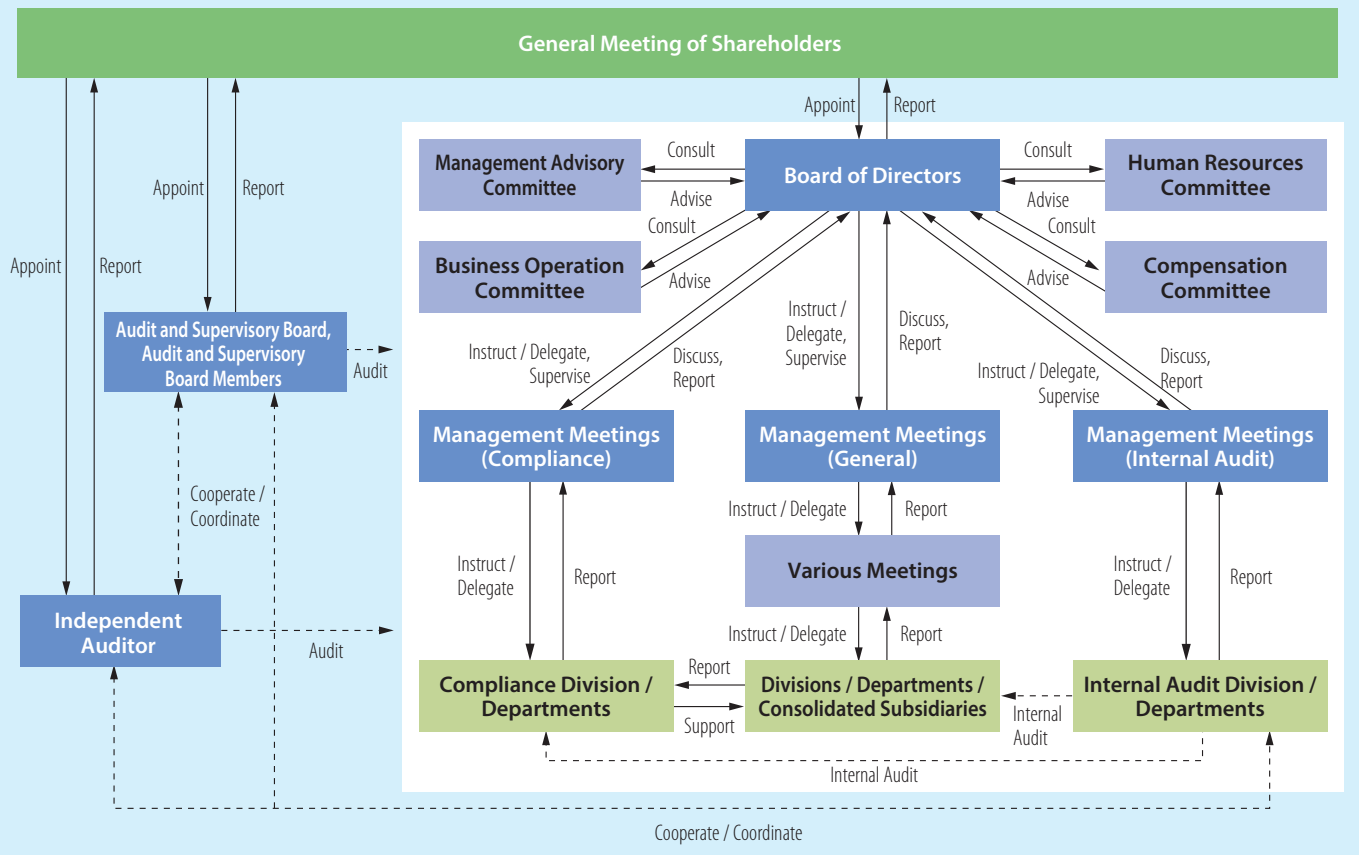 General Meeting of Shareholders
Appoint
Report
Appoint
Report
Appoint
Report
Management Advisory
Committee
Consult
Advise
Board of Directors
Consult
Advise
Human Resources
Committee
Consult
Advise
Business Operation
Committee
Consult
Advise
Compensation
Committee
Audit and Supervisory Board,
Audit and Supervisory
Board Members
Audit
Instruct / Delegate,
Supervise
Discuss,
Report
Instruct /
Delegate,
Supervise
Discuss,
Report
Instruct / Delegate,
Supervise
Discuss,
Report
Management Meetings
(Compliance)
Management Meetings
(General)
Management Meetings
(Internal Audit)
Cooperate /
Coordinate
Instruct / Delegate
Report
Various Meetings
Instruct /
Delegate
Report
Instruct /
Delegate
Report
Independent
Auditor
Audit
Instruct / Delegate
Report
Compliance Division /
Departments
Report
Support
Divisions / Departments /
Consolidated Subsidiaries
Internal
Audit
Internal Audit Division /
Departments
Internal Audit
Cooperate / Coordinate